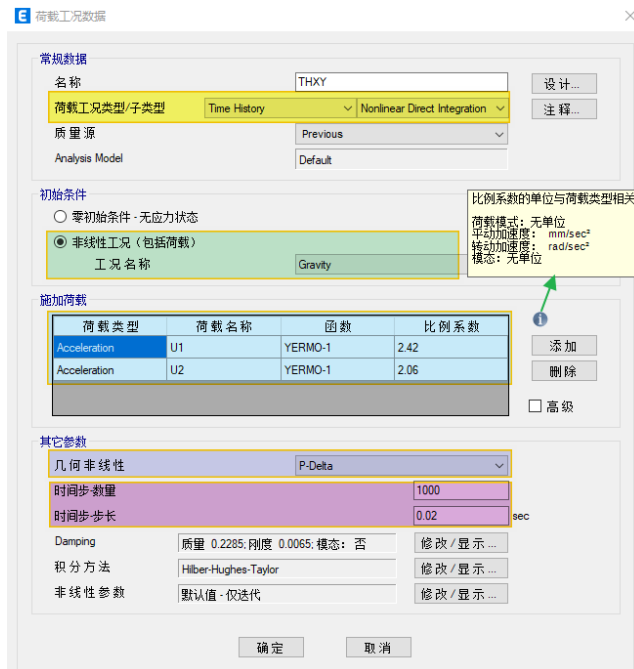 E 荷载工况数据
常规数据
名称 THXY 设计...
荷载工况类型/子类型 Time History Nonlinear Direct Integration 注释...
质量源 Previous
Analysis Model Default
初始条件
零初始条件 - 无应力状态
非线性工况（包括荷载）
工况名称 Gravity
比例系数的单位与荷载类型相关
荷载模式：无单位
平动加速度： mm/sec²
转动加速度： rad/sec²
模态：无单位
施加荷载
荷载类型 荷载名称 函数 比例系数
Acceleration U1 YERMO-1 2.42
Acceleration U2 YERMO-1 2.06
添加
删除
高级
其它参数
几何非线性 P-Delta
时间步-数量 1000
时间步-步长 0.02 sec
Damping 质量 0.2285; 刚度 0.0065; 模态： 否 修改/显示...
积分方法 Hilber-Hughes-Taylor 修改/显示...
非线性参数 默认值 - 仅迭代 修改/显示...
确定 取消